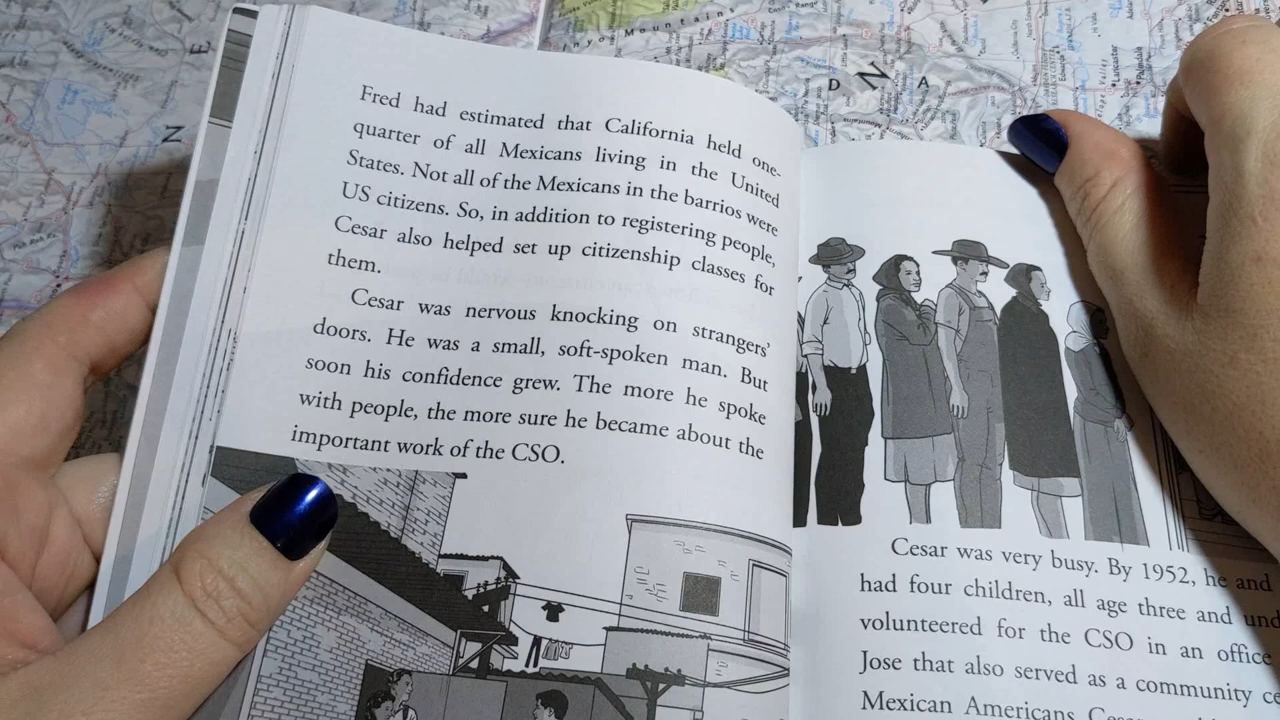 Inyo Mountains
N
E
D
N
A
Lancaster
Palmdale
Fred had estimated that California held one-
quarter of all Mexicans living in the United
States. Not all of the Mexicans in the barrios were
US citizens. So, in addition to registering people,
Cesar also helped set up citizenship classes for
them.
Cesar was nervous knocking on strangers’
doors. He was a small, soft-spoken man. But
soon his confidence grew. The more he spoke
with people, the more sure he became about the
important work of the CSO.
Cesar was very busy. By 1952, he and
had four children, all age three and
volunteered for the CSO in an office
Jose that also served as a community
Mexican Americans